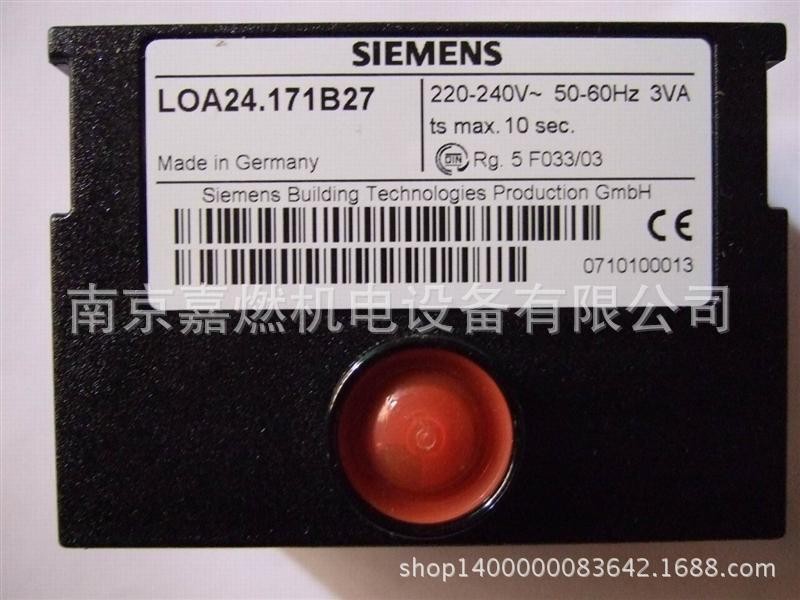 SIEMENS
LOA24.171B27
220-240V~ 50-60Hz 3VA
ts max. 10 sec.
Made in Germany
DIN Rg. 5 F033/03
Siemens Building Technologies Production GmbH
CE
0710100013
南京嘉燃机电设备有限公司
shop1400000083642.1688.com